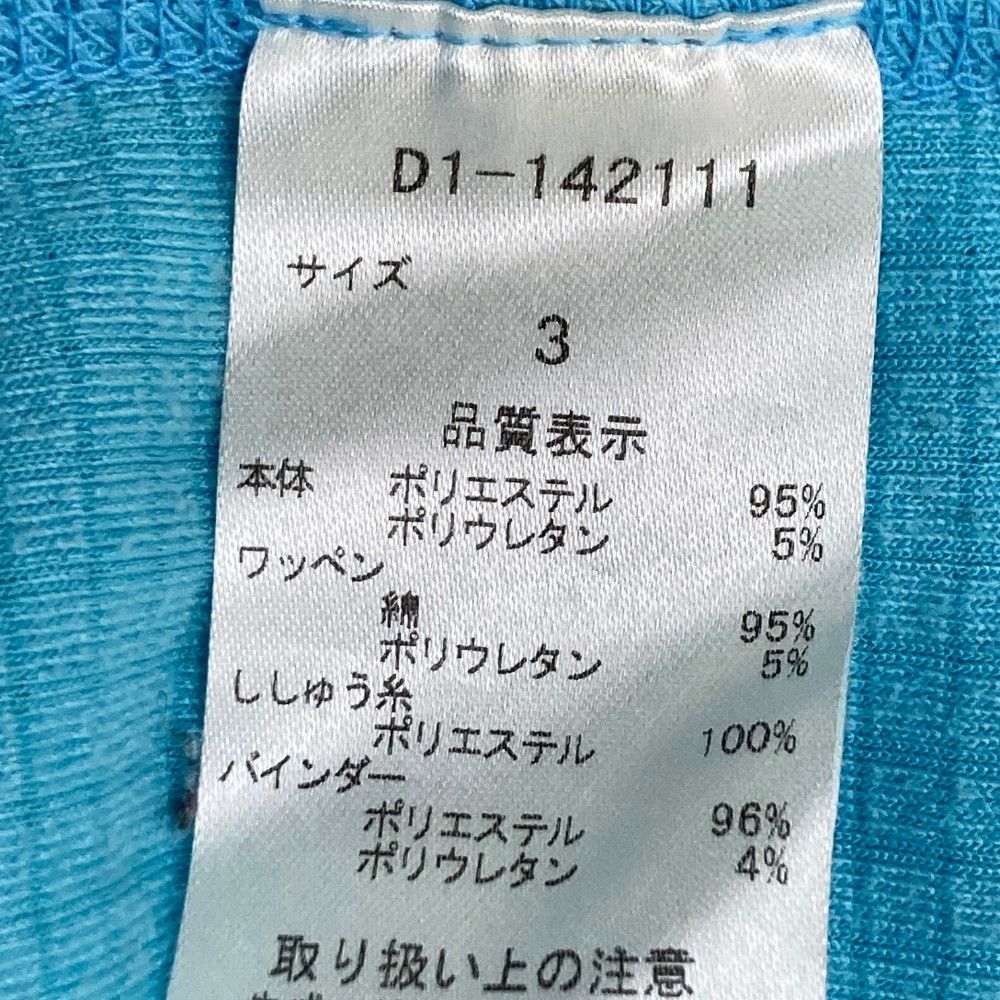 D1-142111
サイズ
3
品質表示
本体 ポリエステル 95%
ポリウレタン 5%
ワッペン
綿 95%
ポリウレタン 5%
ししゅう糸
ポリエステル 100%
バインダー
ポリエステル 96%
ポリウレタン 4%
取り扱い上の注意